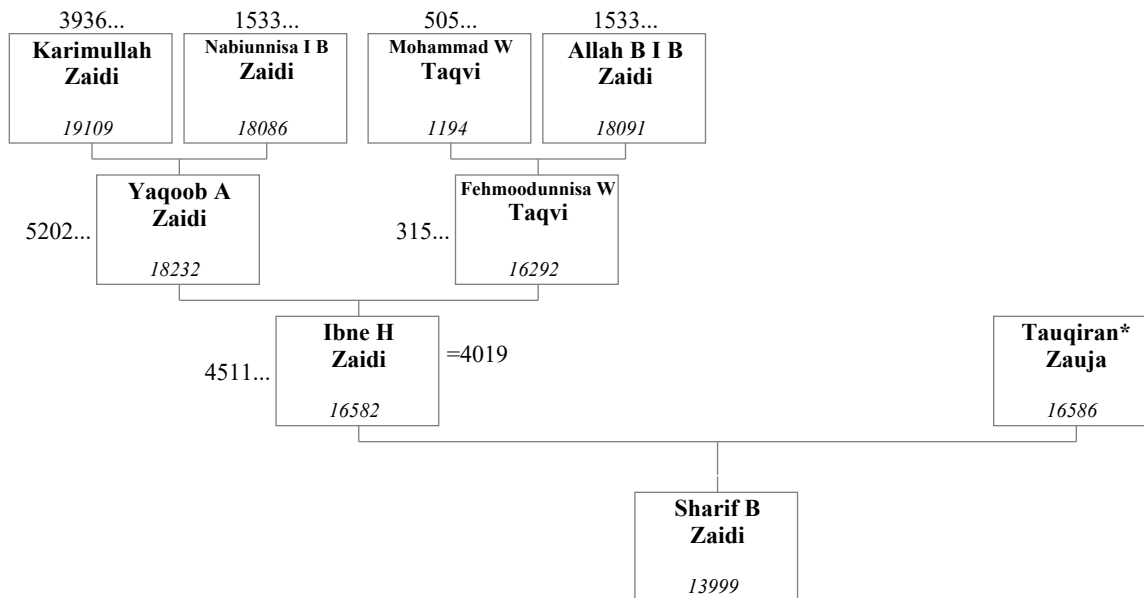 3936...
1533...
505...
1533...
Karimullah
Zaidi
19109
Nabiunnisa I B
Zaidi
18086
Mohammad W
Taqvi
1194
Allah B I B
Zaidi
18091
5202...
Yaqoob A
Zaidi
18232
315...
Fehmoodunnisa W
Taqvi
16292
4511...
Ibne H
Zaidi
16582
=4019
Tauqiran*
Zauja
16586
Sharif B
Zaidi
13999